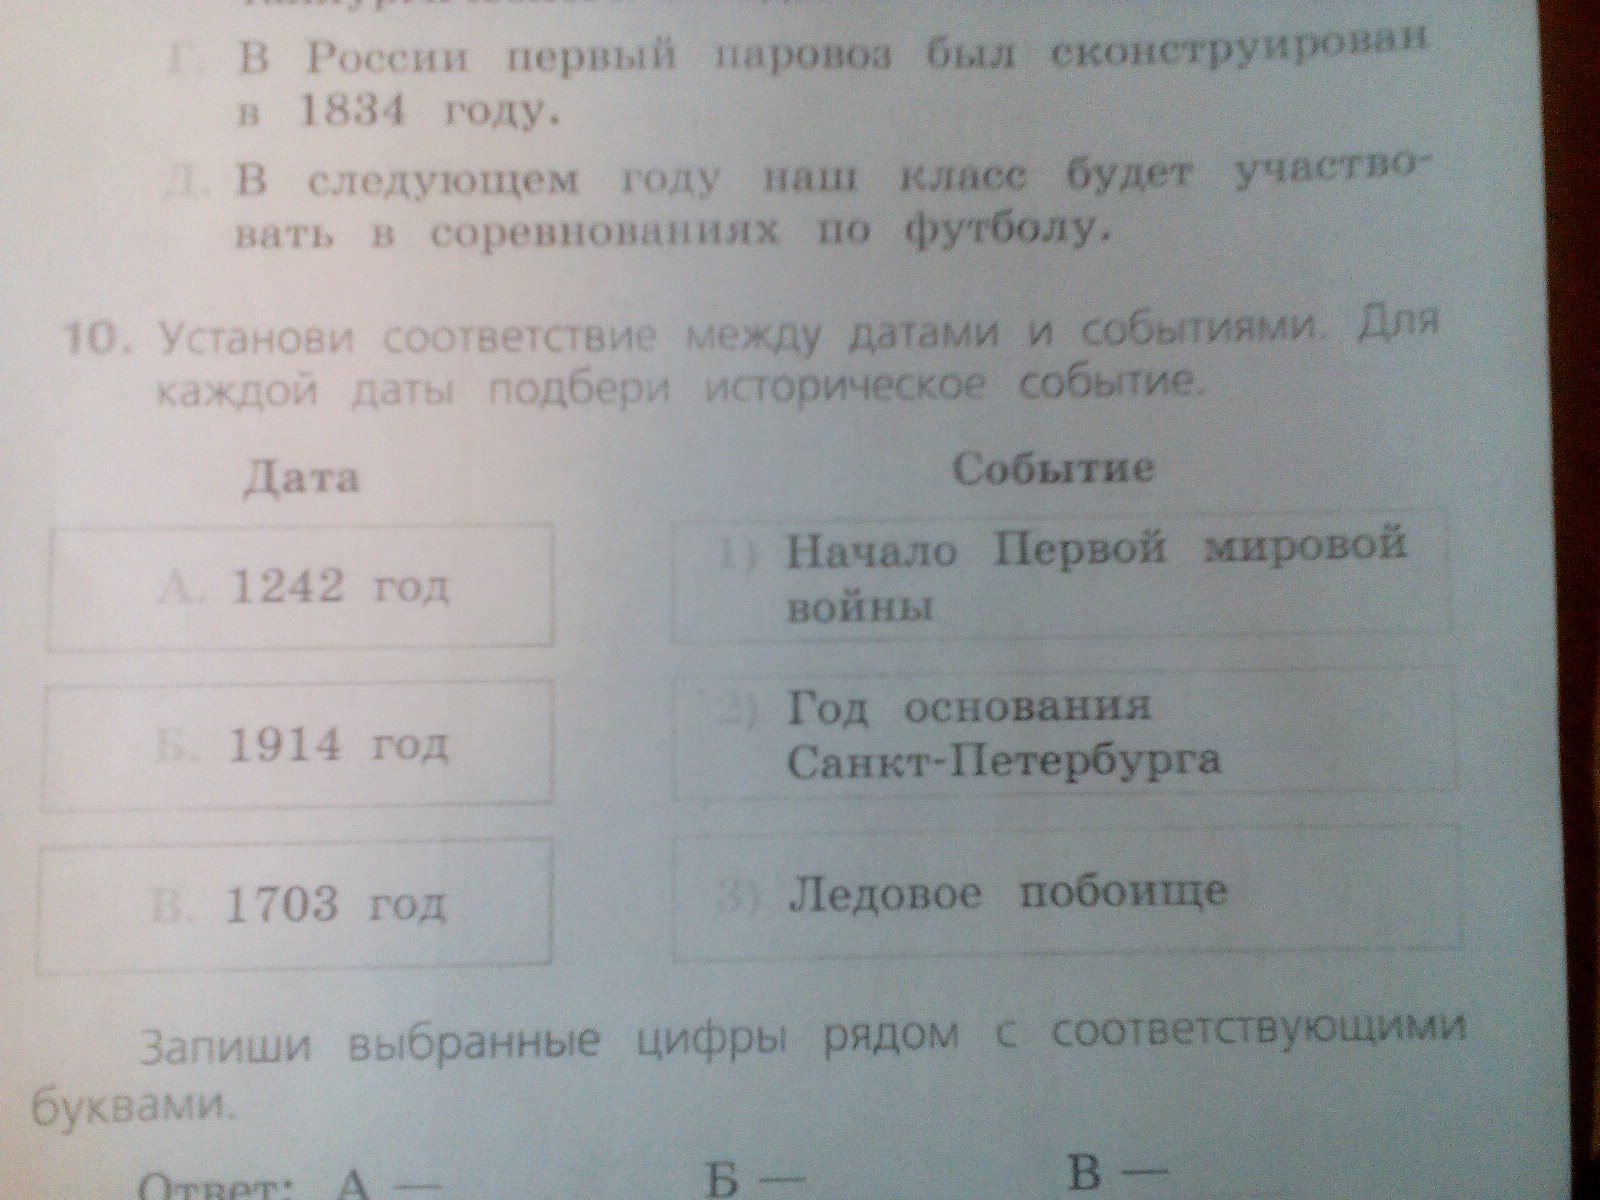 Г. В России первый паровоз был сконструирован
в 1834 году.
Д. В следующем году наш класс будет участво-
вать в соревнованиях по футболу.
10. Установи соответствие между датами и событиями. Для
каждой даты подбери историческое событие.
Дата
Событие
А. 1242 год
1) Начало Первой мировой
войны
Б. 1914 год
2) Год основания
Санкт-Петербурга
В. 1703 год
3) Ледовое побоище
Запиши выбранные цифры рядом с соответствующими
буквами.
Ответ: А — Б — В —